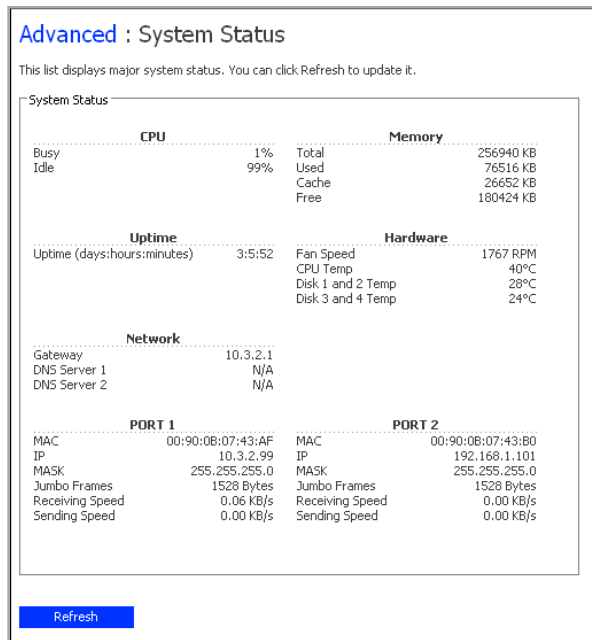 Advanced : System Status
This list displays major system status. You can click Refresh to update it.
System Status
CPU
Busy 1%
Idle 99%
Memory
Total 256940 KB
Used 76516 KB
Cache 26652 KB
Free 180424 KB
Uptime
Uptime (days:hours:minutes) 3:5:52
Hardware
Fan Speed 1767 RPM
CPU Temp 40°C
Disk 1 and 2 Temp 28°C
Disk 3 and 4 Temp 24°C
Network
Gateway 10.3.2.1
DNS Server 1 N/A
DNS Server 2 N/A
PORT 1
MAC 00:90:0B:07:43:AF
IP 10.3.2.99
MASK 255.255.255.0
Jumbo Frames 1528 Bytes
Receiving Speed 0.06 KB/s
Sending Speed 0.00 KB/s
PORT 2
MAC 00:90:0B:07:43:B0
IP 192.168.1.101
MASK 255.255.255.0
Jumbo Frames 1528 Bytes
Receiving Speed 0.00 KB/s
Sending Speed 0.00 KB/s
Refresh